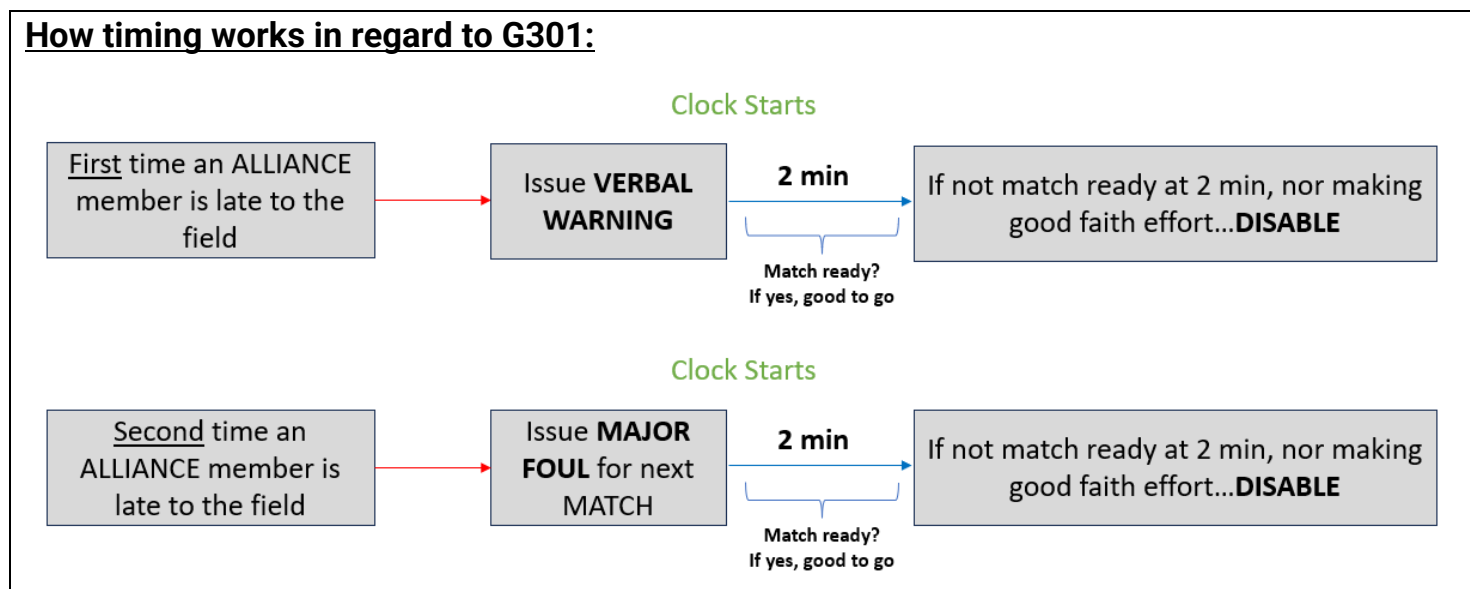 How timing works in regard to G301:
Clock Starts
First time an ALLIANCE
member is late to the
field
Issue VERBAL
WARNING
2 min
Match ready?
If yes, good to go
If not match ready at 2 min, nor making
good faith effort...DISABLE
Clock Starts
Second time an
ALLIANCE member is
late to the field
Issue MAJOR
FOUL for next
MATCH
2 min
Match ready?
If yes, good to go
If not match ready at 2 min, nor making
good faith effort...DISABLE